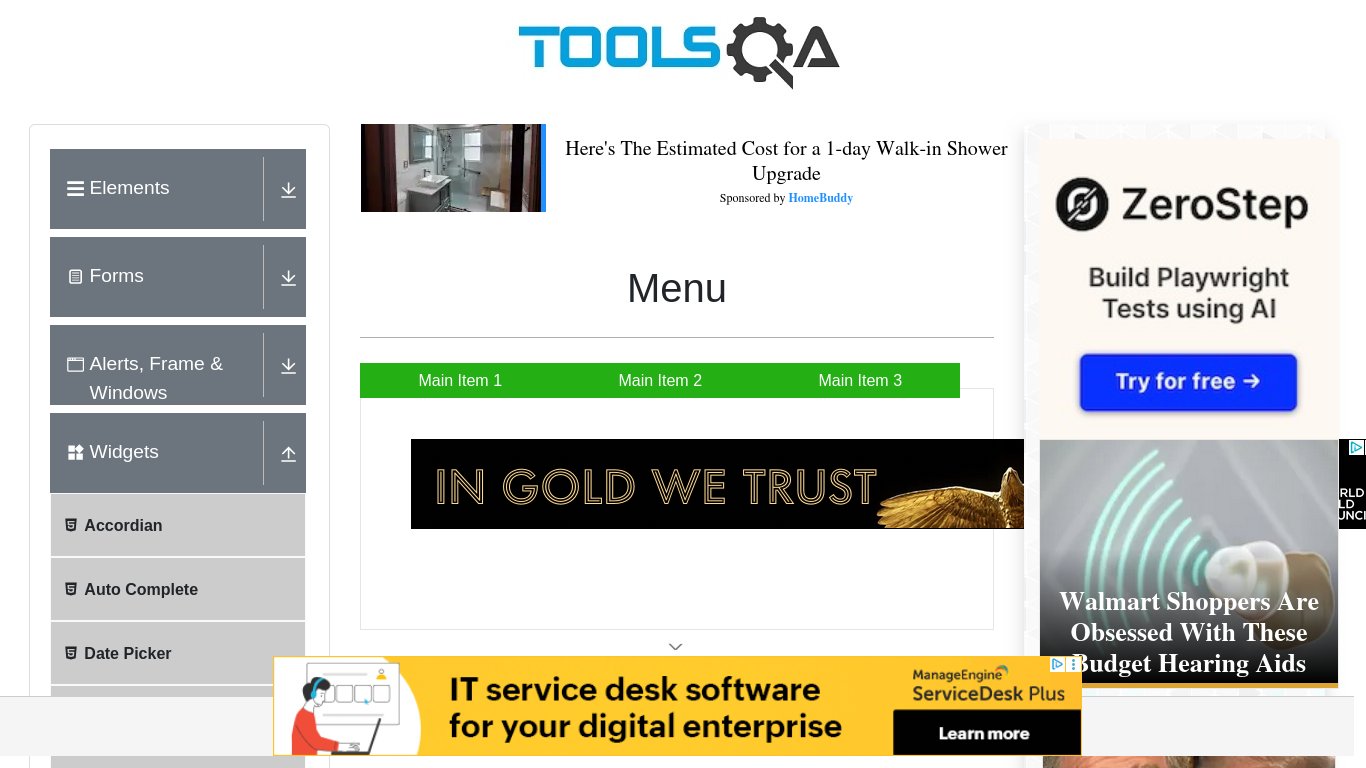 TOOLSQA
Elements
Forms
Alerts, Frame &
Windows
Widgets
Accordian
Auto Complete
Date Picker
Here's The Estimated Cost for a 1-day Walk-in Shower
Upgrade
Sponsored by HomeBuddy
Menu
Main Item 1
Main Item 2
Main Item 3
IN GOLD WE TRUST
ZeroStep
Build Playwright
Tests using AI
Try for free →
RLD
LD
UNCI
Walmart Shoppers Are
Obsessed With These
Budget Hearing Aids
IT service desk software
for your digital enterprise
ManageEngine
ServiceDesk Plus
Learn more